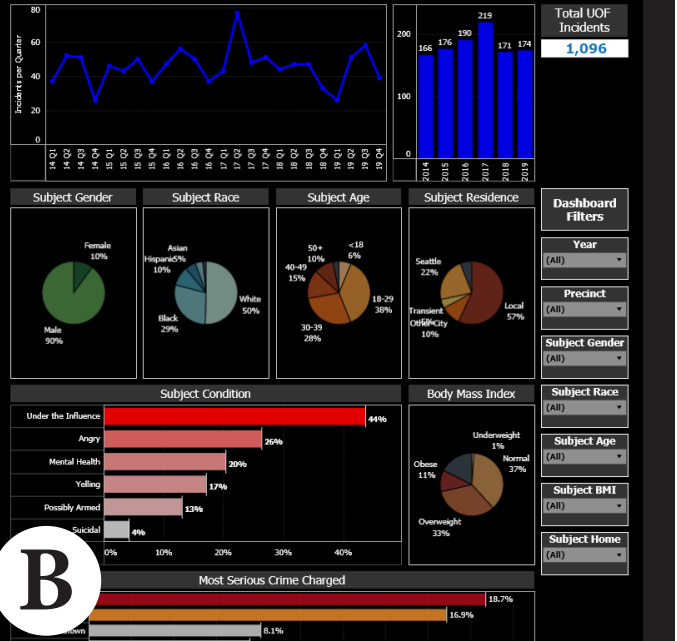 Incidents per Quarter
80
60
40
20
0
14 Q1
14 Q2
14 Q3
14 Q4
15 Q1
15 Q2
15 Q3
15 Q4
16 Q1
16 Q2
16 Q3
16 Q4
17 Q1
17 Q2
17 Q3
17 Q4
18 Q1
18 Q2
18 Q3
18 Q4
19 Q1
19 Q2
19 Q3
19 Q4
200
100
0
166
176
190
219
171
174
2014
2015
2016
2017
2018
2019
Total UOF
Incidents
1,096
Subject Gender
Female
10%
Male
90%
Subject Race
Asian
5%
Hispanic
10%
White
50%
Black
29%
Subject Age
50+
10%
<18
6%
40-49
15%
18-29
38%
30-39
28%
Subject Residence
Seattle
22%
Transient
Local
57%
Other City
10%
Dashboard
Filters
Year
(All)
Precinct
(All)
Subject Gender
(All)
Subject Race
(All)
Subject Age
(All)
Subject BMI
(All)
Subject Home
(All)
Subject Condition
Under the Influence
44%
Angry
26%
Mental Health
20%
Yelling
17%
Possibly Armed
13%
Suicidal
4%
0%
10%
20%
30%
40%
Body Mass Index
Underweight
1%
Normal
37%
Obese
11%
Overweight
33%
B
Most Serious Crime Charged
18.7%
16.9%
8.1%